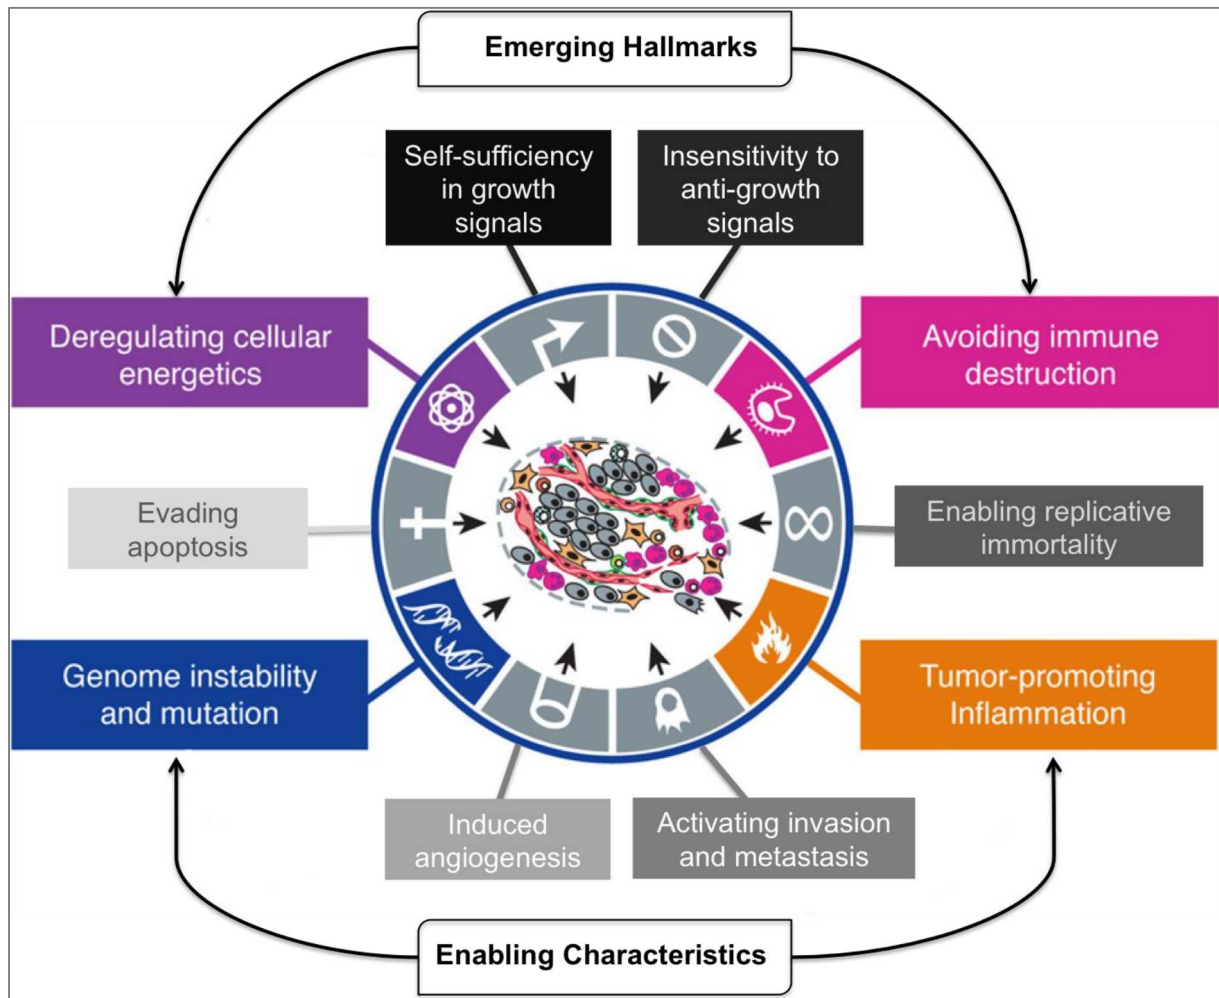 Emerging Hallmarks
Self-sufficiency
in growth
signals
Insensitivity to
anti-growth
signals
Deregulating cellular
energetics
Avoiding immune
destruction
Evading
apoptosis
Enabling replicative
immortality
Genome instability
and mutation
Tumor-promoting
Inflammation
Induced
angiogenesis
Activating invasion
and metastasis
Enabling Characteristics